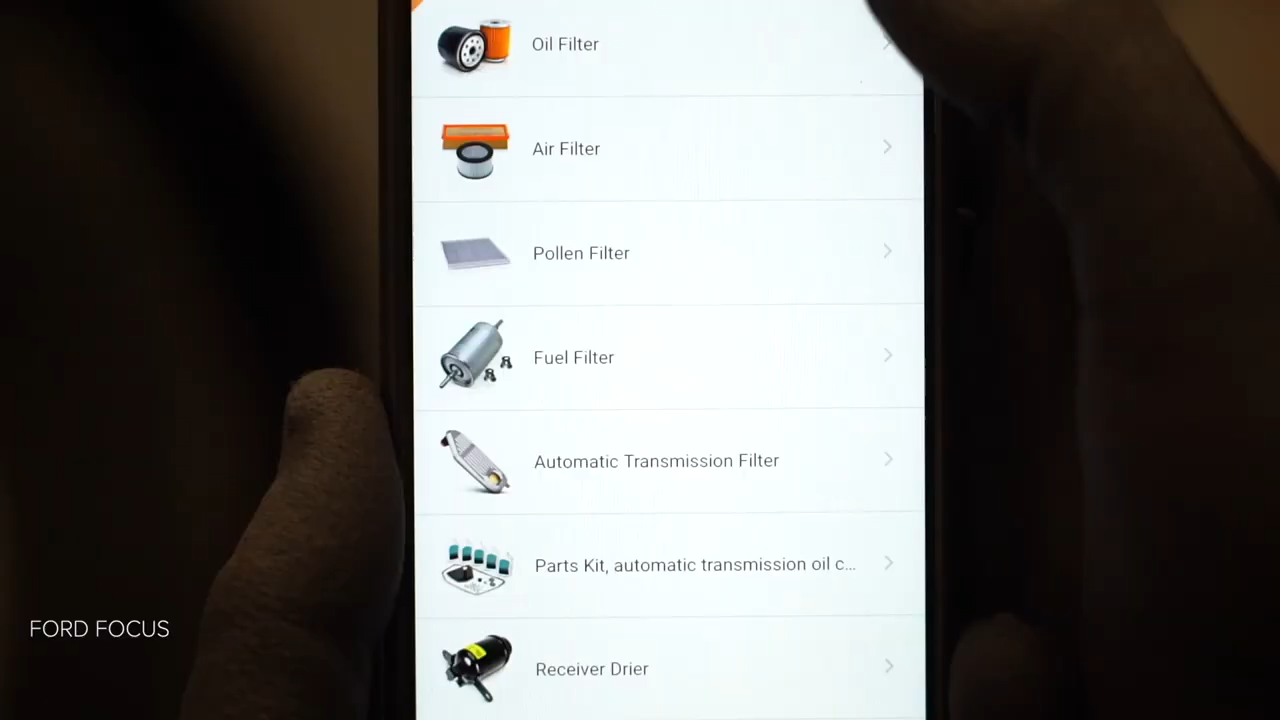 Oil Filter
Air Filter
Pollen Filter
Fuel Filter
Automatic Transmission Filter
Parts Kit, automatic transmission oil c...
Receiver Drier
FORD FOCUS